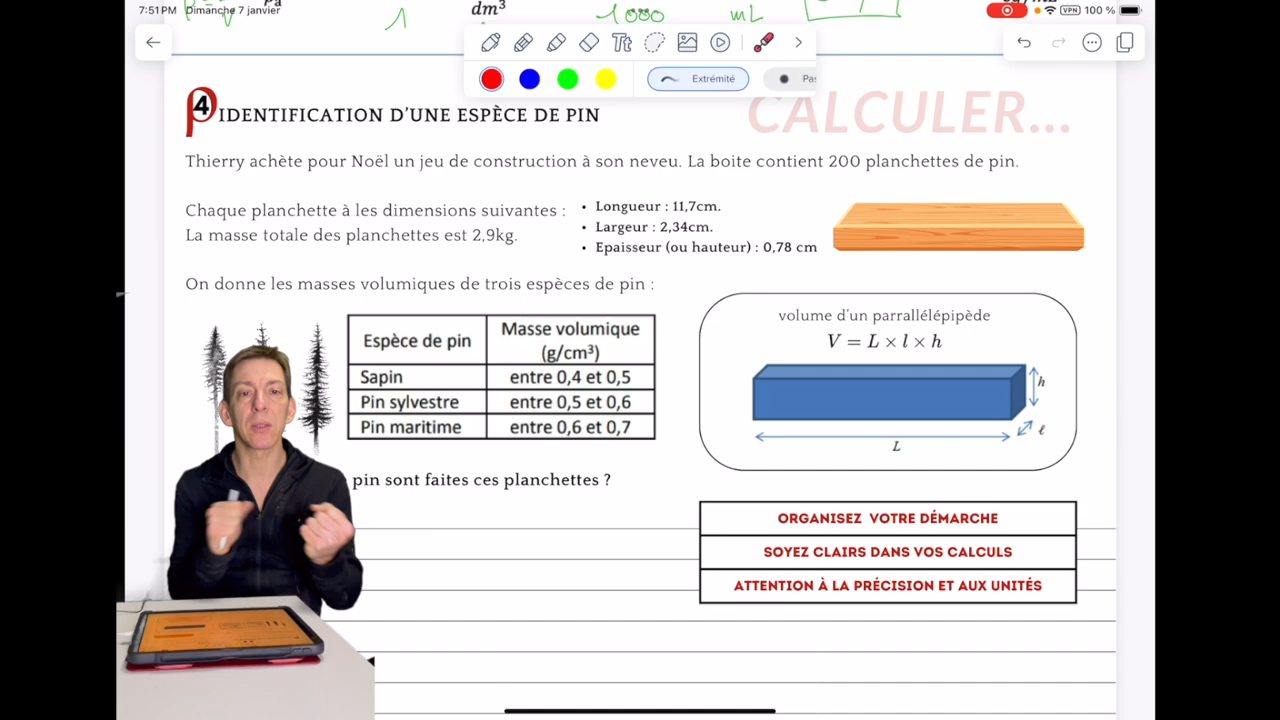 7:51PM Dimanche 7 janvier
VPN 100 %
Pa
1
dm³
1000
mL
Tt
Extrémité
4
IDENTIFICATION D'UNE ESPÈCE DE PIN
CALCULER...
Thierry achète pour Noël un jeu de construction à son neveu. La boite contient 200 planchettes de pin.
Chaque planchette à les dimensions suivantes :
La masse totale des planchettes est 2,9kg.
• Longueur : 11,7cm.
• Largeur : 2,34cm.
• Epaisseur (ou hauteur) : 0,78 cm
On donne les masses volumiques de trois espèces de pin :
Espèce de pin
Masse volumique
(g/cm³)
Sapin
entre 0,4 et 0,5
Pin sylvestre
entre 0,5 et 0,6
Pin maritime
entre 0,6 et 0,7
volume d'un parrallélépipède
V = L × l × h
h
ℓ
L
pin sont faites ces planchettes ?
ORGANISEZ VOTRE DÉMARCHE
SOYEZ CLAIRS DANS VOS CALCULS
ATTENTION À LA PRÉCISION ET AUX UNITÉS